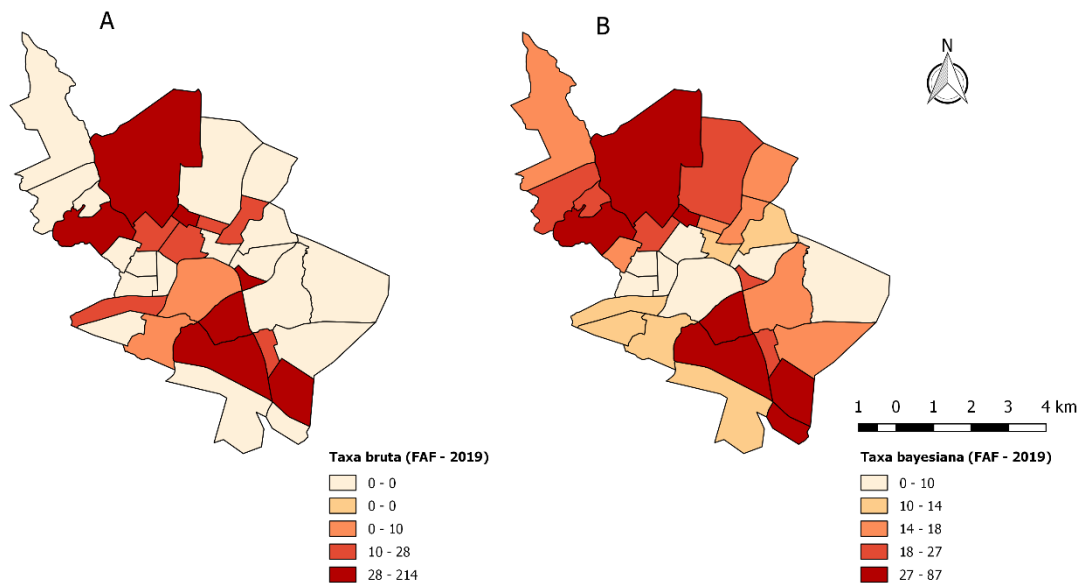 A
B
N
1 0 1 2 3 4 km
Taxa bruta (FAF - 2019)
0 - 0
0 - 0
0 - 10
10 - 28
28 - 214
Taxa bayesiana (FAF - 2019)
0 - 10
10 - 14
14 - 18
18 - 27
27 - 87